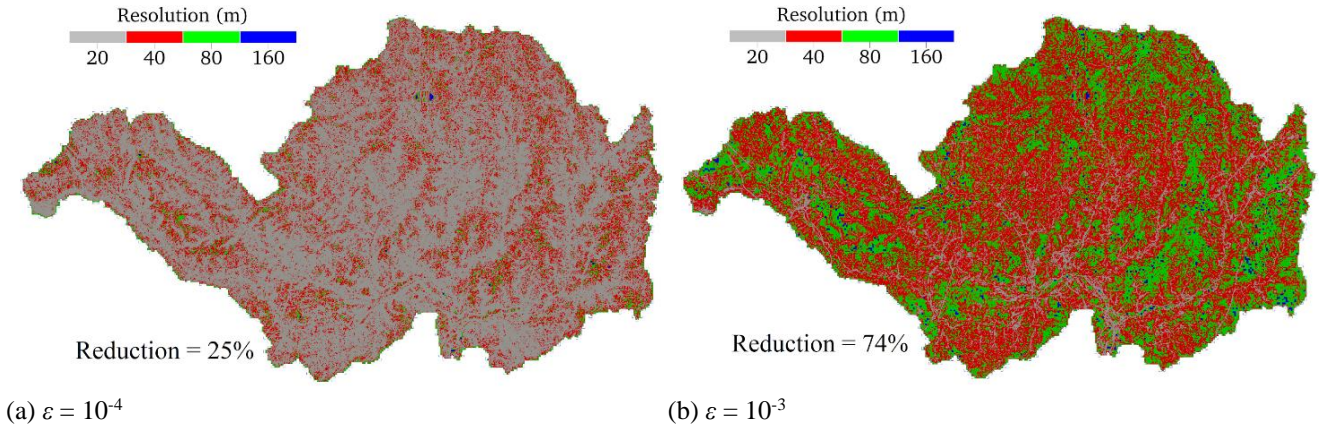 Resolution (m)
20 40 80 160
Reduction = 25%
(a) ε = 10⁻⁴
Resolution (m)
20 40 80 160
Reduction = 74%
(b) ε = 10⁻³